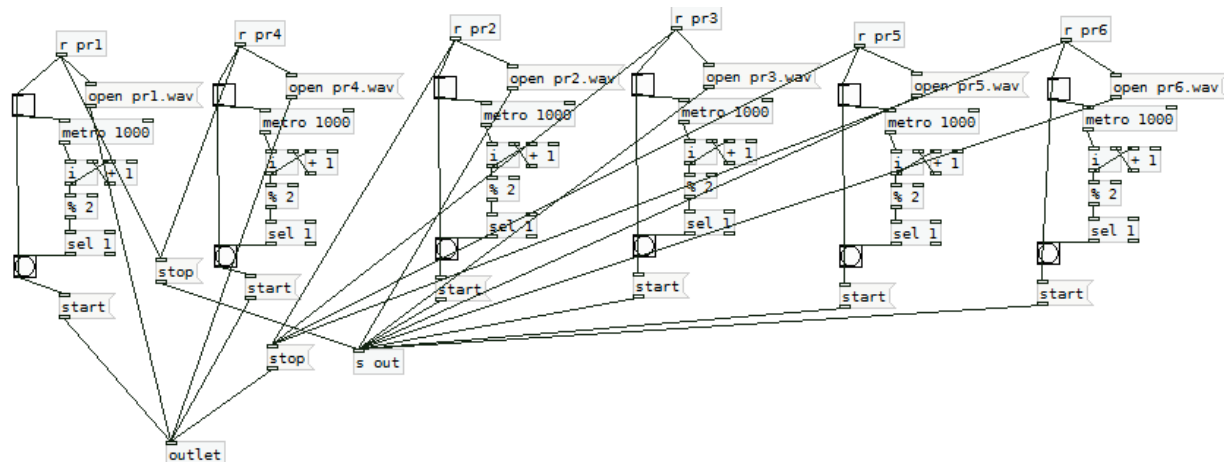 r pr1
r pr4
r pr2
r pr3
r pr5
r pr6
open pr1.wav
open pr4.wav
open pr2.wav
open pr3.wav
open pr5.wav
open pr6.wav
metro 1000
metro 1000
metro 1000
metro 1000
metro 1000
metro 1000
i
+ 1
i
+ 1
i
+ 1
i
+ 1
i
+ 1
i
+ 1
% 2
% 2
% 2
% 2
% 2
% 2
sel 1
sel 1
sel 1
sel 1
sel 1
sel 1
stop
start
start
start
start
start
start
stop
s out
outlet